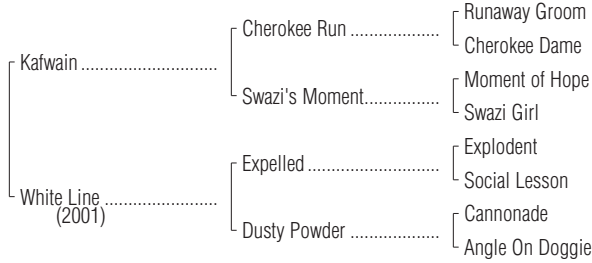 Runaway Groom
Cherokee Run
Cherokee Dame
Kafwain
Moment of Hope
Swazi's Moment
Swazi Girl
Explodent
Expelled
Social Lesson
White Line
(2001)
Cannonade
Dusty Powder
Angle On Doggie